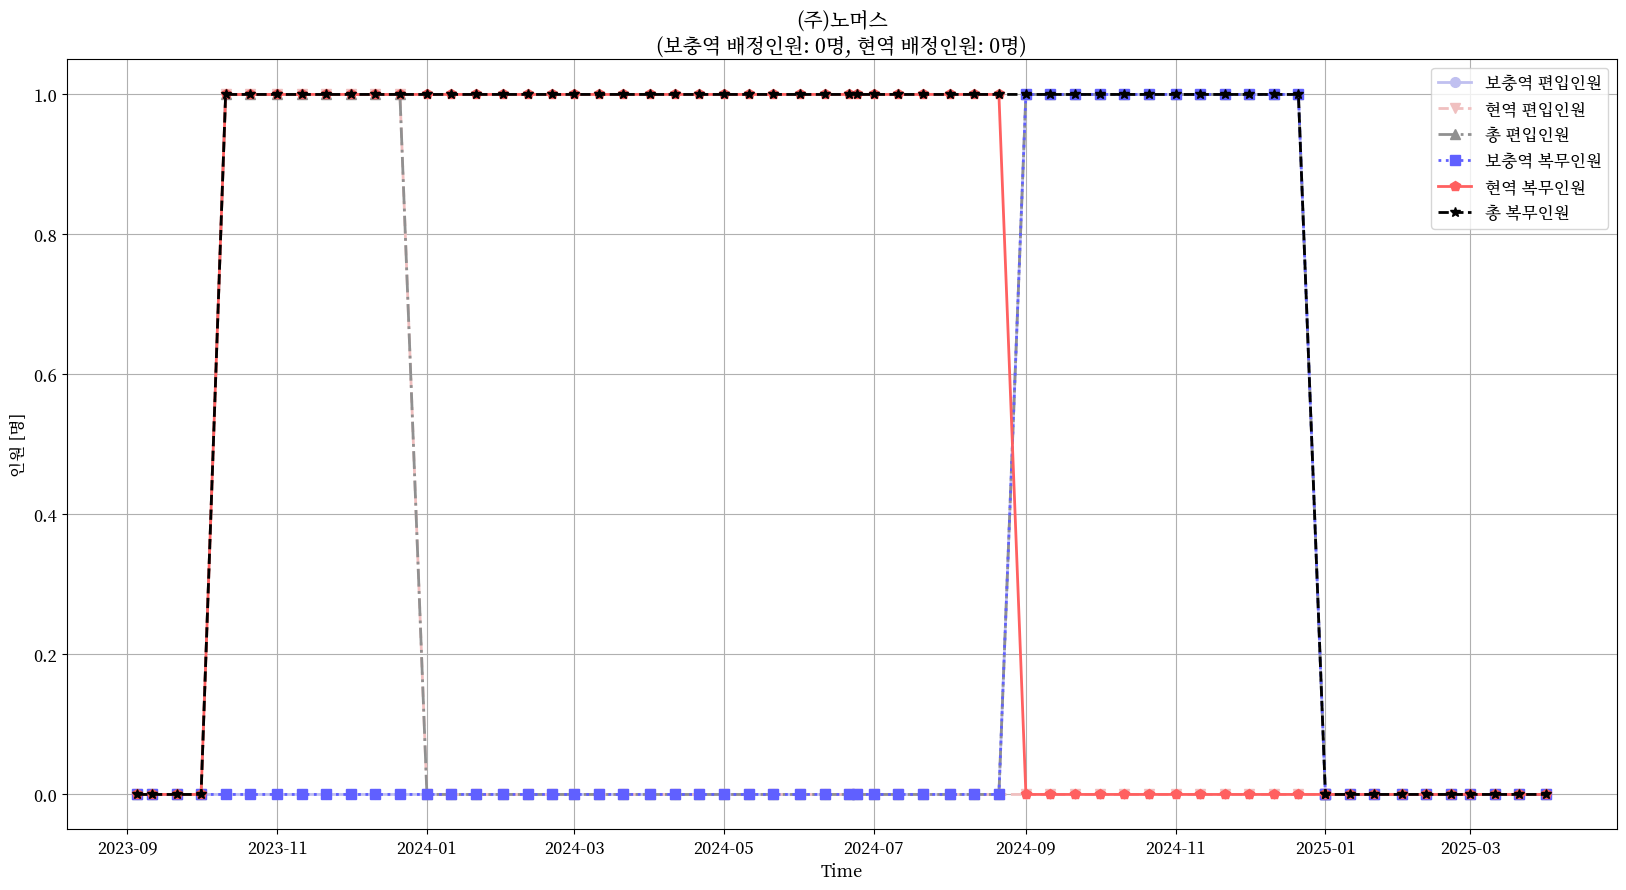 (주)노머스
(보충역 배정인원: 0명, 현역 배정인원: 0명)
보충역 편입인원
현역 편입인원
총 편입인원
보충역 복무인원
현역 복무인원
총 복무인원
1.0
0.8
0.6
0.4
0.2
0.0
인원 [명]
2023-09 2023-11 2024-01 2024-03 2024-05 2024-07 2024-09 2024-11 2025-01 2025-03
Time